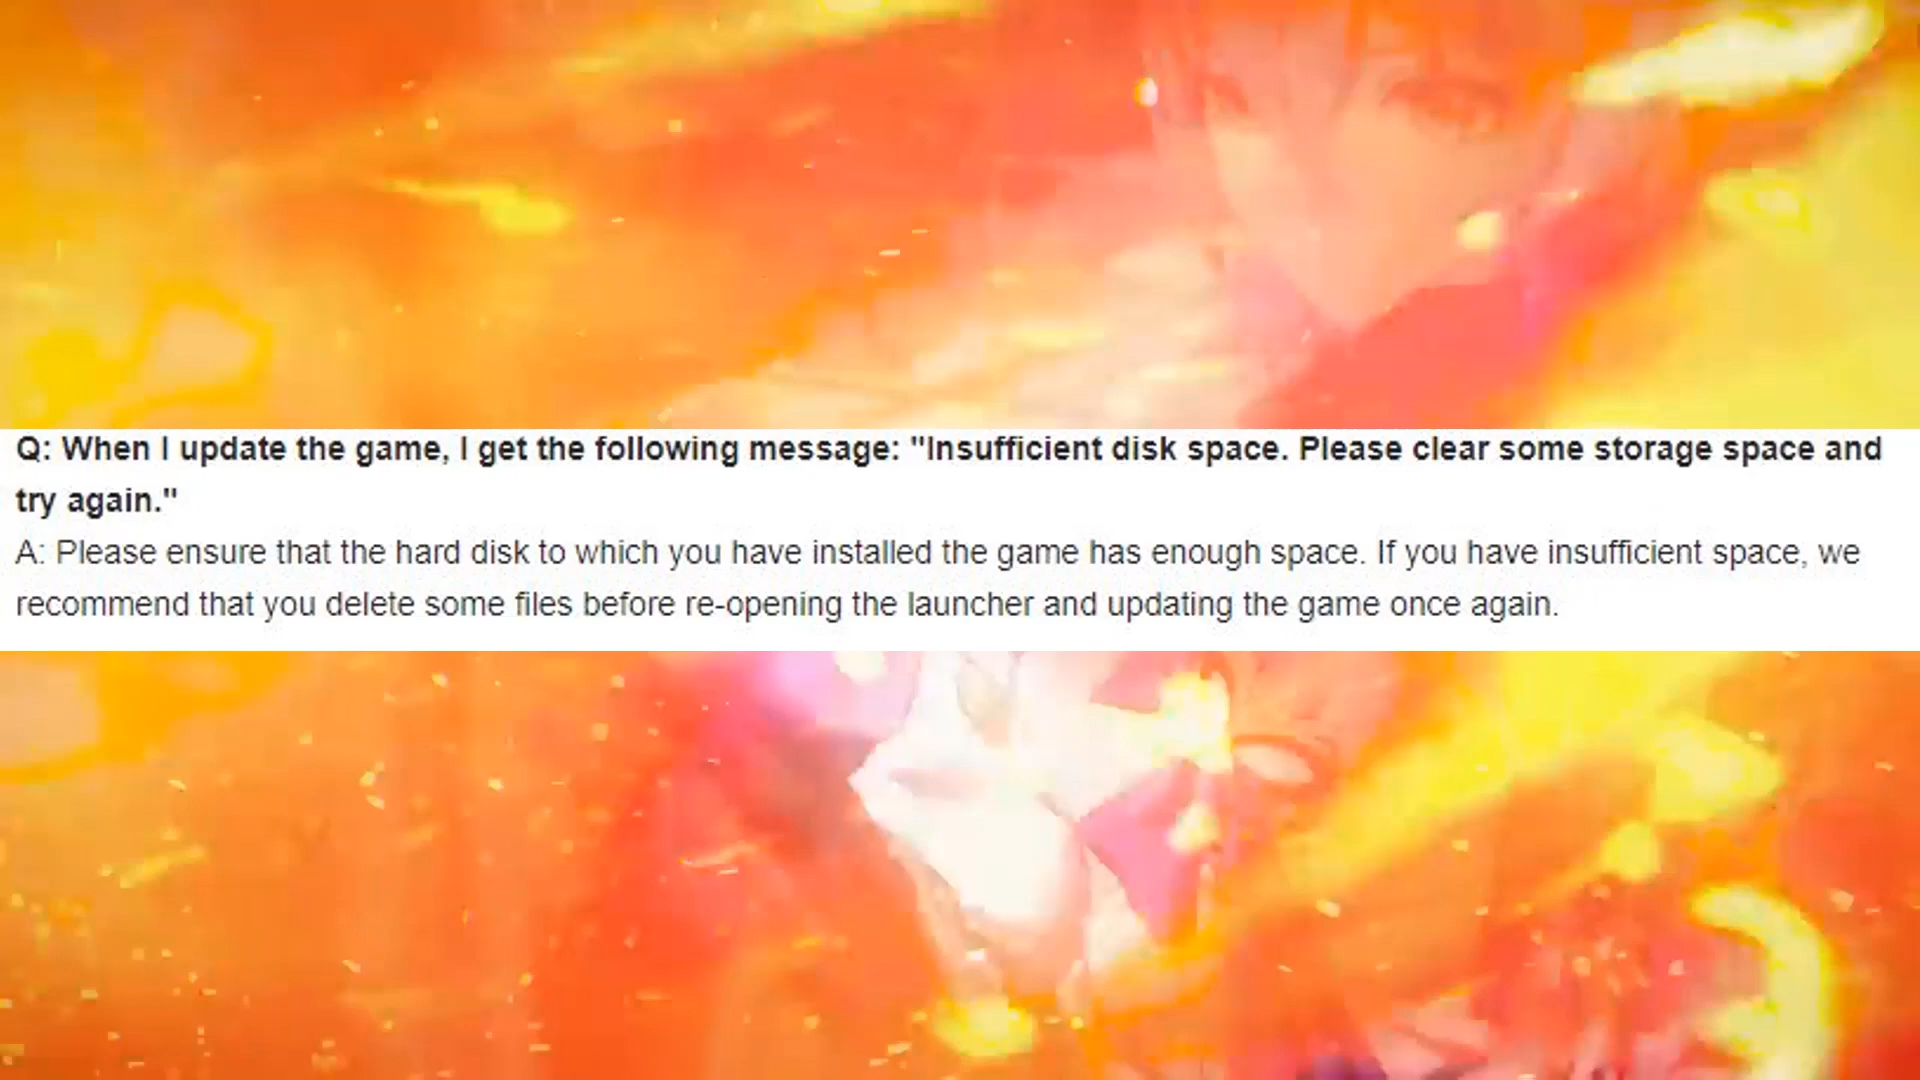 Q: When I update the game, I get the following message: "Insufficient disk space. Please clear some storage space and
try again."
A: Please ensure that the hard disk to which you have installed the game has enough space. If you have insufficient space, we
recommend that you delete some files before re-opening the launcher and updating the game once again.